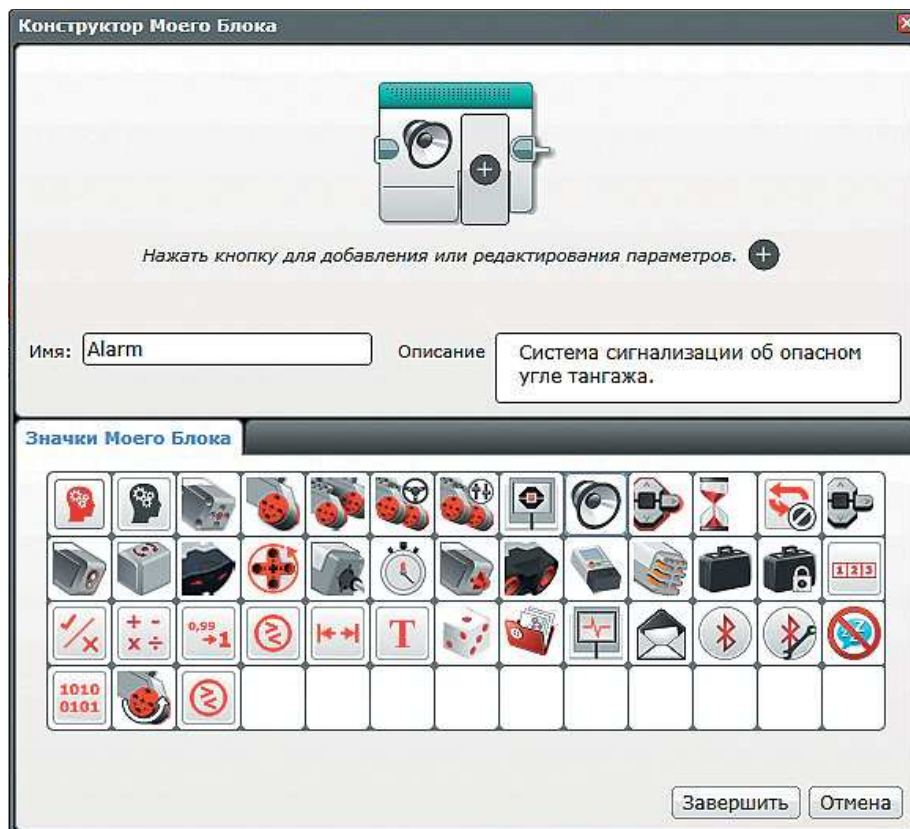 Конструктор Моего Блока
Нажать кнопку для добавления или редактирования параметров.
Имя: Alarm
Описание
Система сигнализации об опасном
угле тангажа.
Значки Моего Блока
+ -
x ÷
0,99
→1
T
1 2 3
1010
0101
Завершить
Отмена